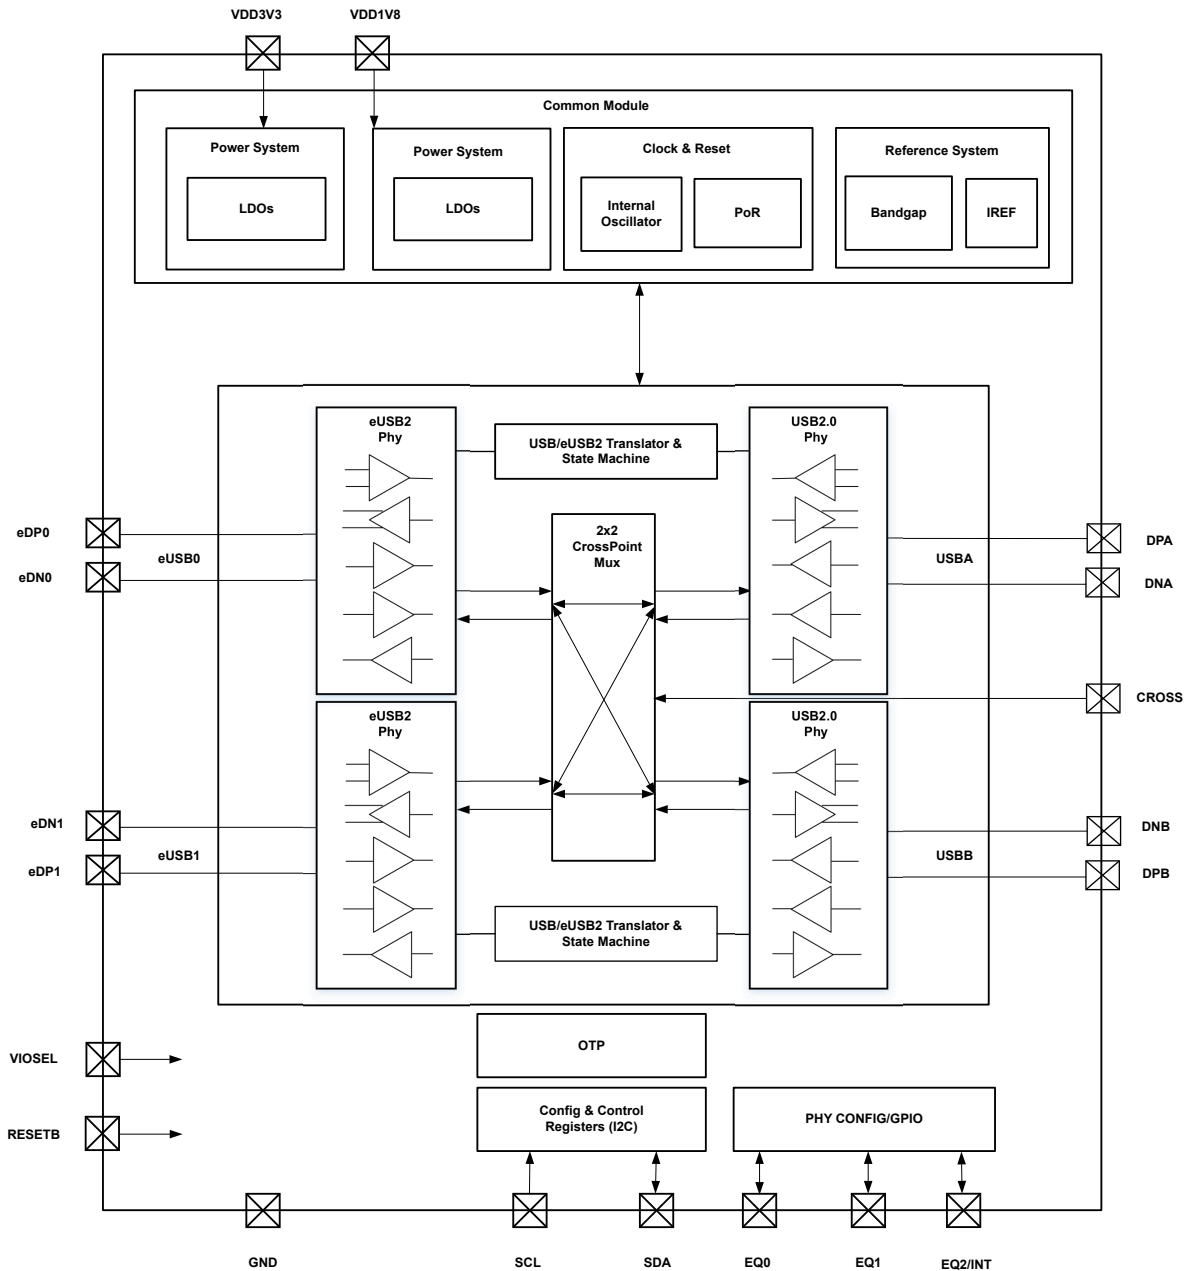 VDD3V3
VDD1V8
Common Module
Power System
LDOs
Power System
LDOs
Clock & Reset
Internal
Oscillator
PoR
Reference System
Bandgap
IREF
eUSB2
Phy
USB/eUSB2 Translator &
State Machine
USB2.0
Phy
2x2
CrossPoint
Mux
eDP0
eUSB0
eDN0
USBA
DPA
DNA
CROSS
eUSB2
Phy
USB2.0
Phy
eDN1
eUSB1
eDP1
USBB
DNB
DPB
USB/eUSB2 Translator &
State Machine
OTP
VIOSEL
RESETB
Config & Control
Registers (I2C)
PHY CONFIG/GPIO
GND
SCL
SDA
EQ0
EQ1
EQ2/INT